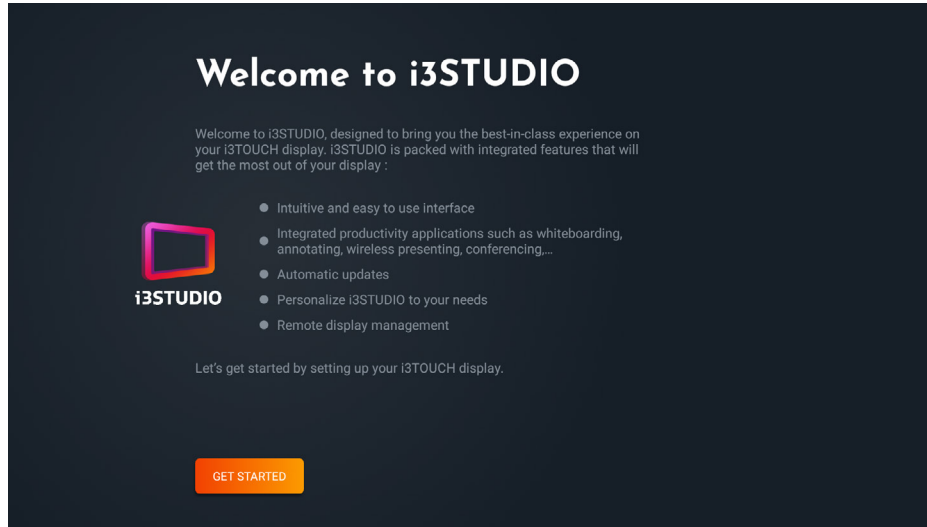 Welcome to i3STUDIO
Welcome to i3STUDIO, designed to bring you the best-in-class experience on
your i3TOUCH display. i3STUDIO is packed with integrated features that will
get the most out of your display :
Intuitive and easy to use interface
Integrated productivity applications such as whiteboarding,
annotating, wireless presenting, conferencing,...
Automatic updates
i3STUDIO
Personalize i3STUDIO to your needs
Remote display management
Let's get started by setting up your i3TOUCH display.
GET STARTED